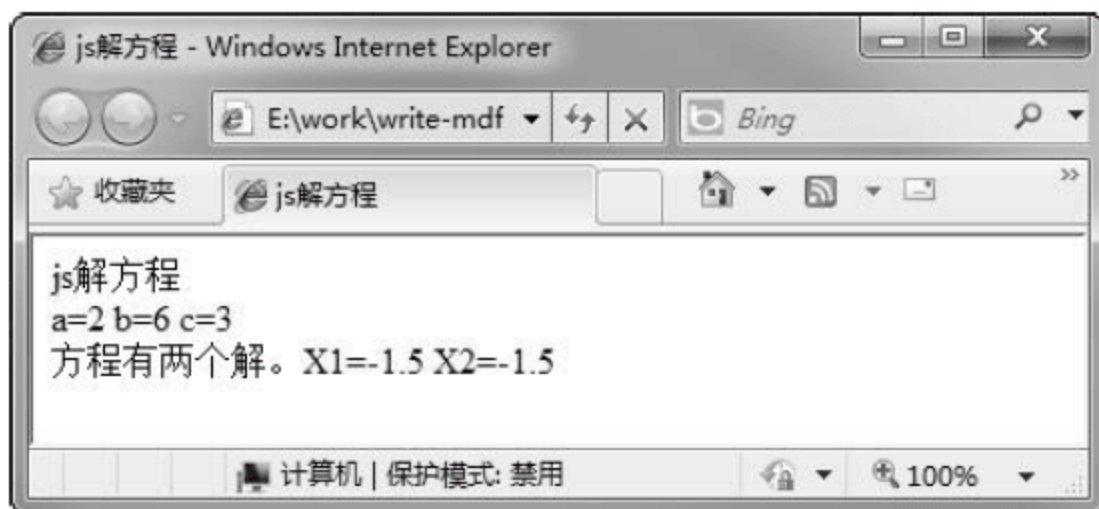 js解方程 - Windows Internet Explorer
E:\work\write-mdf
Bing
收藏夹
js解方程
js解方程
a=2 b=6 c=3
方程有两个解。X1=-1.5 X2=-1.5
计算机 | 保护模式: 禁用
100%